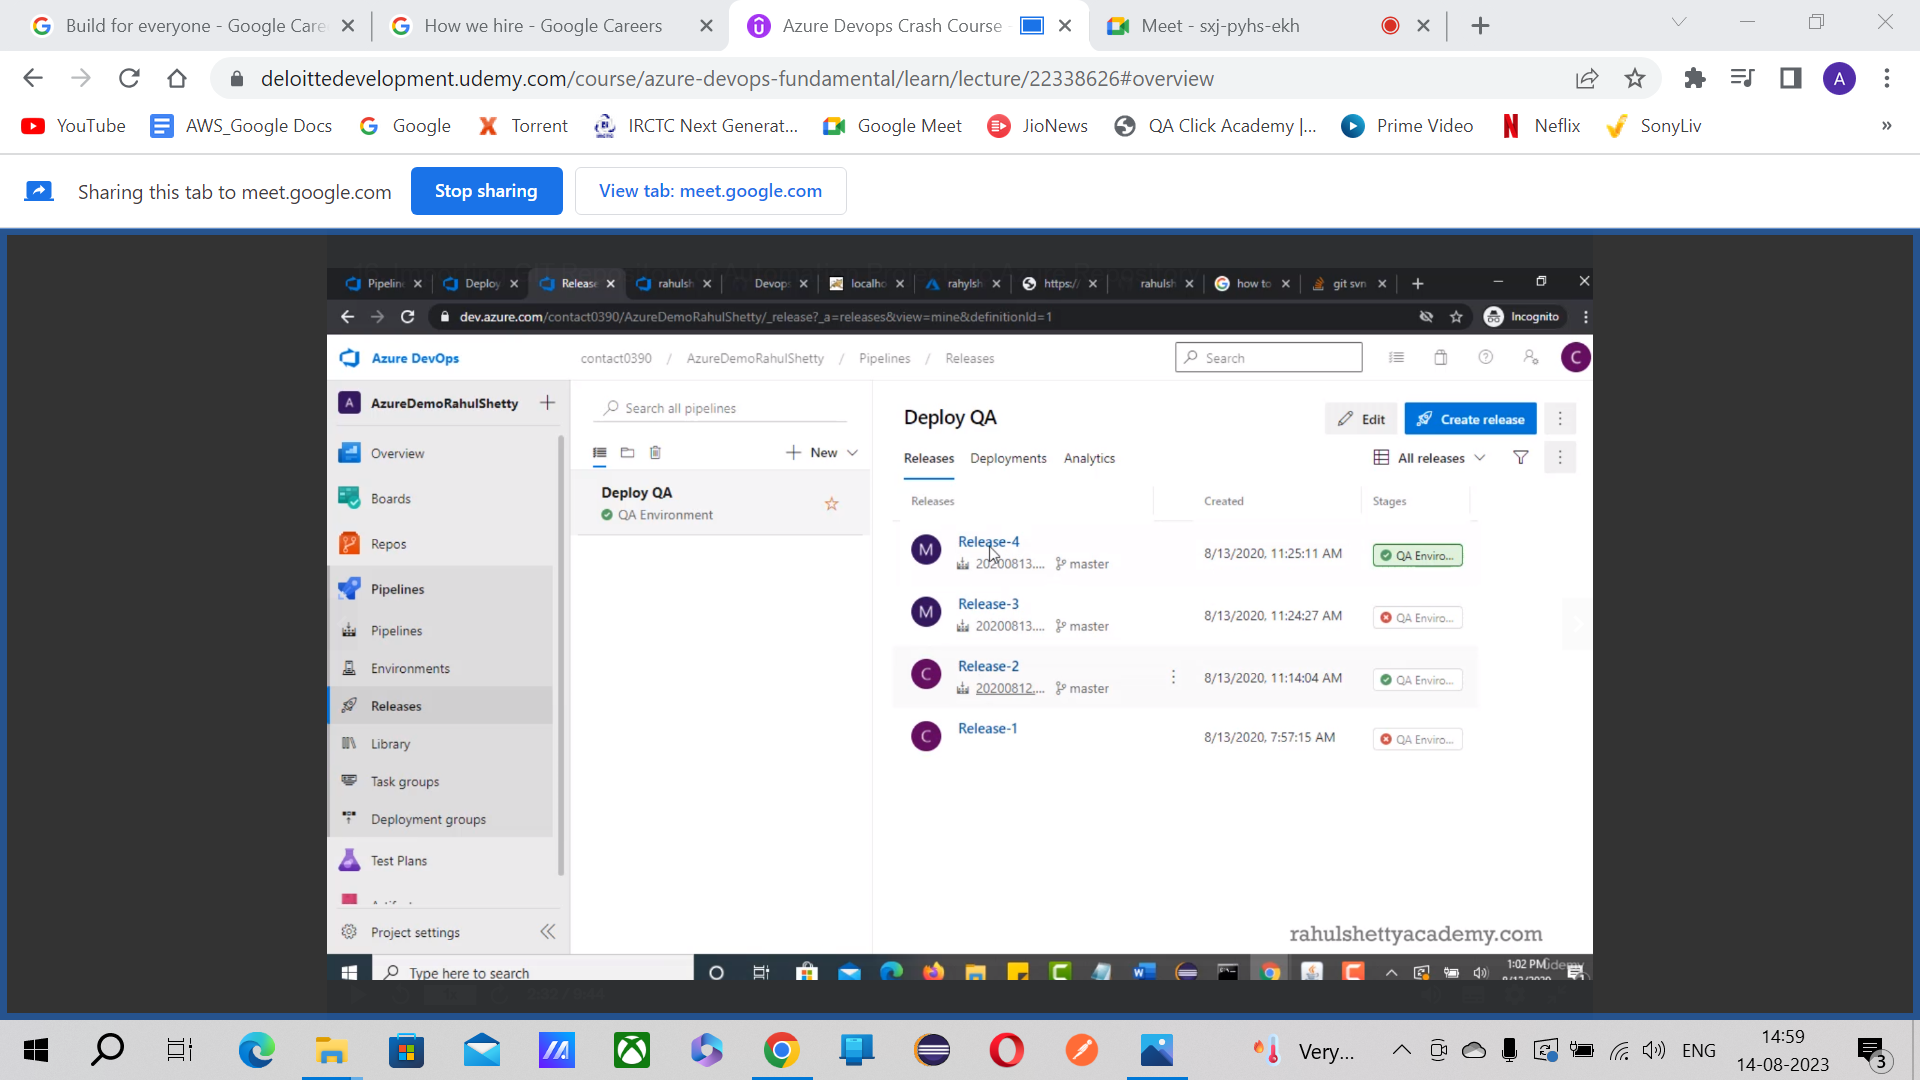 Build for everyone - Google Care
How we hire - Google Careers
Azure Devops Crash Course
Meet - sxj-pyhs-ekh
deloittedevelopment.udemy.com/course/azure-devops-fundamental/learn/lecture/22338626#overview
A
YouTube
AWS_Google Docs
Google
Torrent
IRCTC Next Generat...
Google Meet
JioNews
QA Click Academy |...
Prime Video
Neflix
SonyLiv
»
Sharing this tab to meet.google.com
Stop sharing
View tab: meet.google.com
Pipelin
Deploy
Release
rahulsh
Devops
localho
rahylsh
https:/
rahulsh
how to
git svn
dev.azure.com/contact0390/AzureDemoRahulShetty/_release?_a=releases&view=mine&definitionId=1
Incognito
Azure DevOps
contact0390 / AzureDemoRahulShetty / Pipelines / Releases
Search
C
A AzureDemoRahulShetty
Overview
Boards
Repos
Pipelines
Pipelines
Environments
Releases
Library
Task groups
Deployment groups
Test Plans
Project settings
Search all pipelines
New
Deploy QA
QA Environment
Deploy QA
Edit
Create release
Releases Deployments Analytics
All releases
Releases Created Stages
M Release-4
20200813.... master
8/13/2020, 11:25:11 AM
QA Enviro...
M Release-3
20200813.... master
8/13/2020, 11:24:27 AM
QA Enviro...
C Release-2
20200812.... master
8/13/2020, 11:14:04 AM
QA Enviro...
C Release-1
8/13/2020, 7:57:15 AM
QA Enviro...
rahulshettyacademy.com
Type here to search
1:02 PM
ûdemy
Very...
ENG
14:59
14-08-2023
3